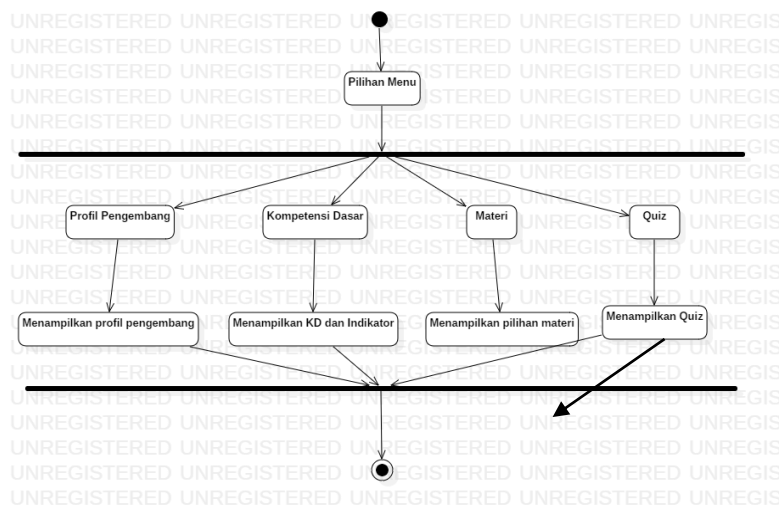 UNREGISTERED
Pilihan Menu
Profil Pengembang
Kompetensi Dasar
Materi
Quiz
Menampilkan profil pengembang
Menampilkan KD dan Indikator
Menampilkan pilihan materi
Menampilkan Quiz